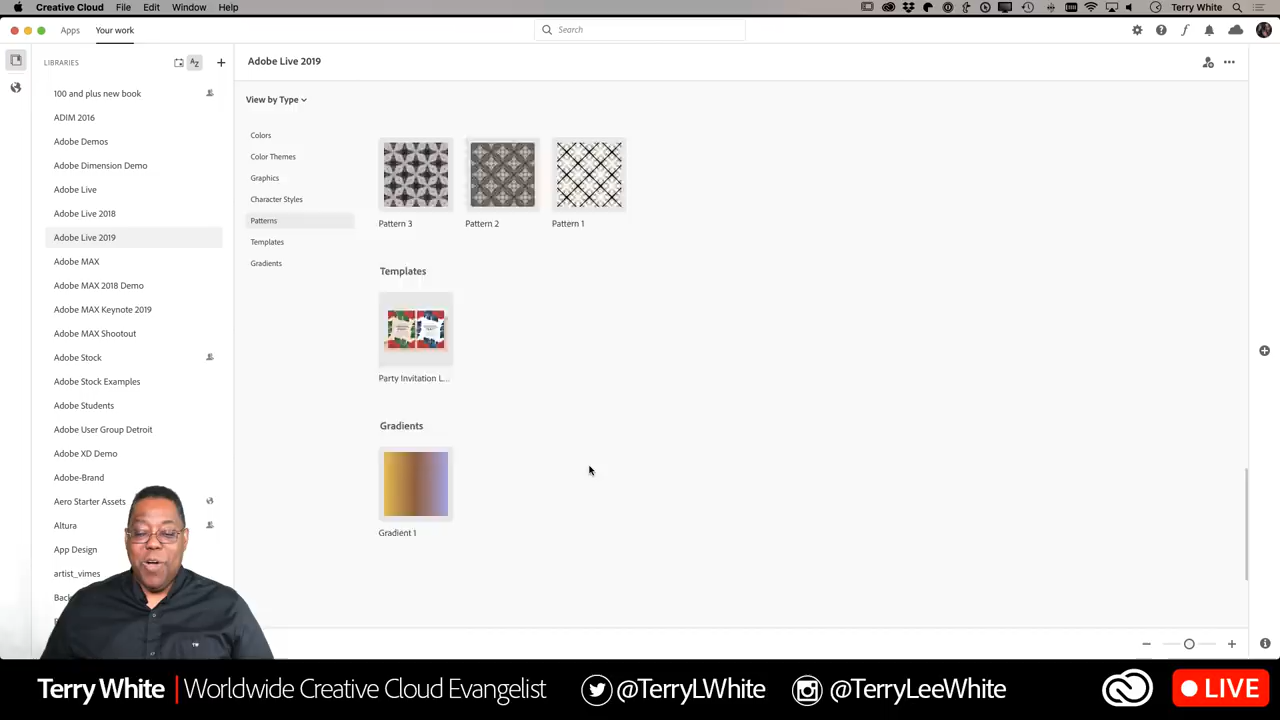 Creative Cloud File Edit Window Help
Terry White
Apps Your work
Search
LIBRARIES
Adobe Live 2019
100 and plus new book
ADIM 2016
Adobe Demos
Adobe Dimension Demo
Adobe Live
Adobe Live 2018
Adobe Live 2019
Adobe MAX
Adobe MAX 2018 Demo
Adobe MAX Keynote 2019
Adobe MAX Shootout
Adobe Stock
Adobe Stock Examples
Adobe Students
Adobe User Group Detroit
Adobe XD Demo
Adobe-Brand
Aero Starter Assets
Altura
App Design
artist_vimes
View by Type
Colors
Color Themes
Graphics
Character Styles
Patterns
Templates
Gradients
Pattern 3
Pattern 2
Pattern 1
Templates
Party Invitation L...
Gradients
Gradient 1
Terry White | Worldwide Creative Cloud Evangelist @TerryLWhite @TerryLeeWhite LIVE